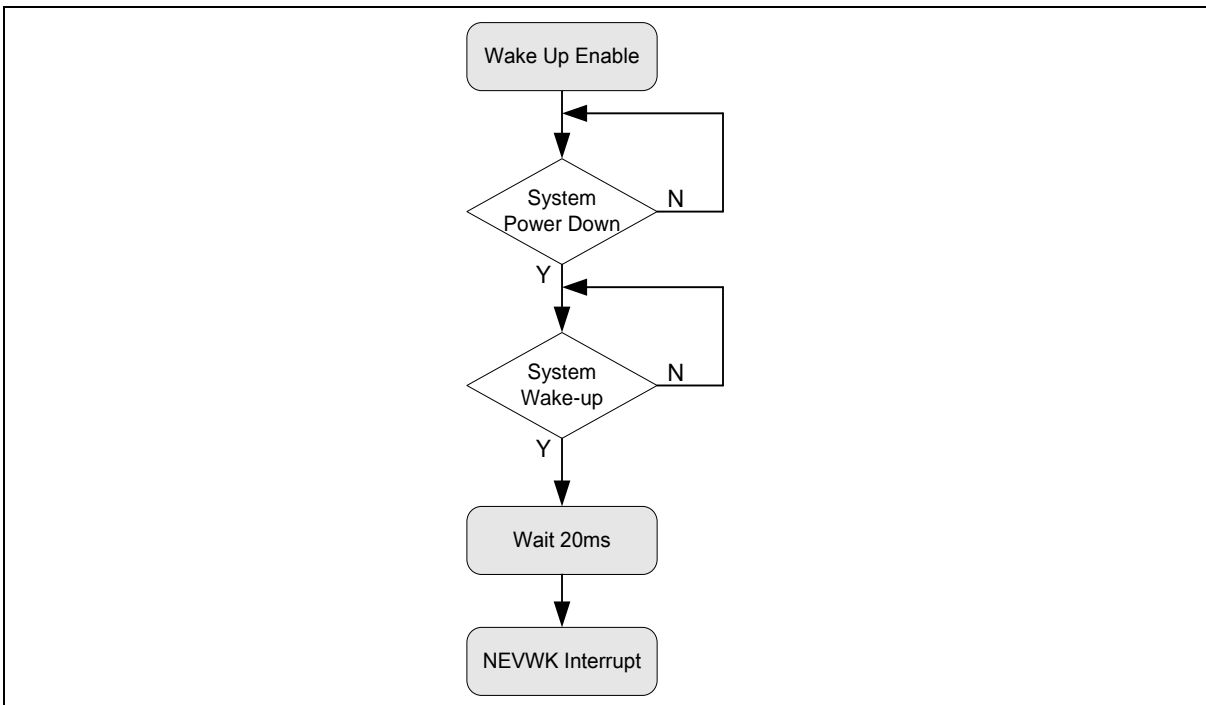 Wake Up Enable
System
Power Down
N
Y
System
Wake-up
N
Y
Wait 20ms
NEVWK Interrupt